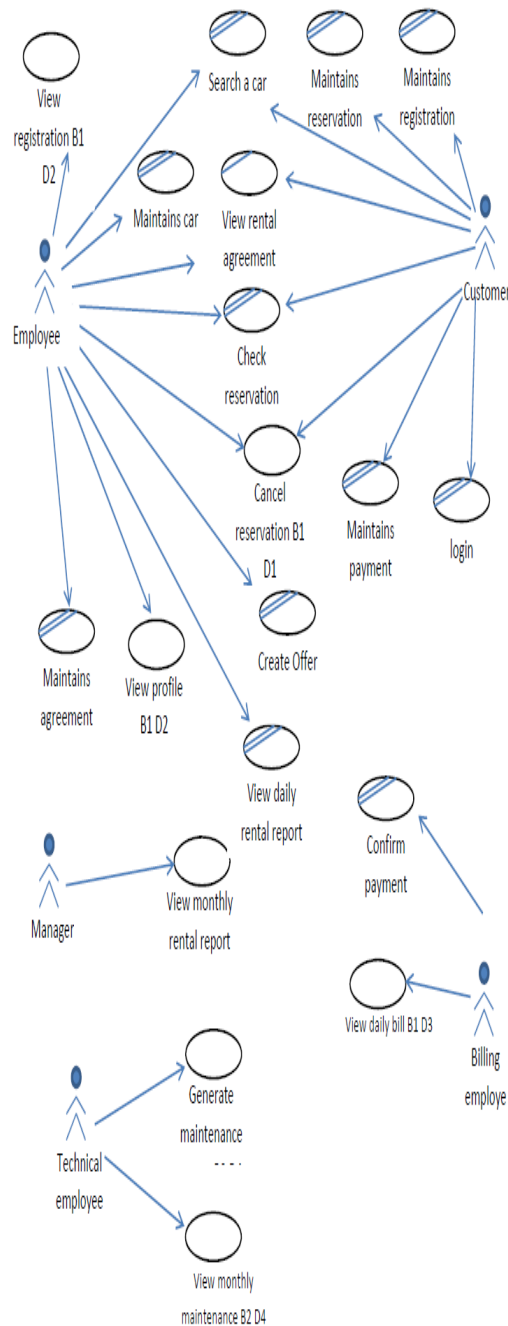 Search a car
Maintains
reservation
Maintains
registration
View
registration B1
D2
Maintains car
View rental
agreement
Customer
Employee
Check
reservation
Cancel
reservation B1
D1
Maintains
payment
login
Create Offer
Maintains
agreement
View profile
B1 D2
View daily
rental report
Confirm
payment
Manager
View monthly
rental report
View daily bill B1 D3
Billing
employe
Generate
maintenance
Technical
employee
View monthly
maintenance B2 D4